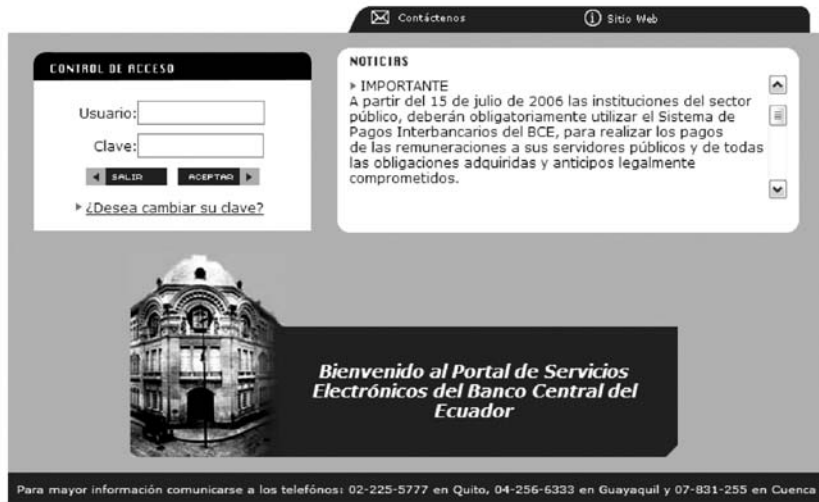 Contáctenos
Sitio Web
CONTROL DE ACCESO
Usuario:
Clave:
SALIR
ACEPTAR
¿Desea cambiar su clave?
NOTICIAS
IMPORTANTE
A partir del 15 de julio de 2006 las instituciones del sector
público, deberán obligatoriamente utilizar el Sistema de
Pagos Interbancarios del BCE, para realizar los pagos
de las remuneraciones a sus servidores públicos y de todas
las obligaciones adquiridas y anticipos legalmente
comprometidos.
Bienvenido al Portal de Servicios
Electrónicos del Banco Central del
Ecuador
Para mayor información comunicarse a los telefónos: 02-225-5777 en Quito, 04-256-6333 en Guayaquil y 07-831-255 en Cuenca